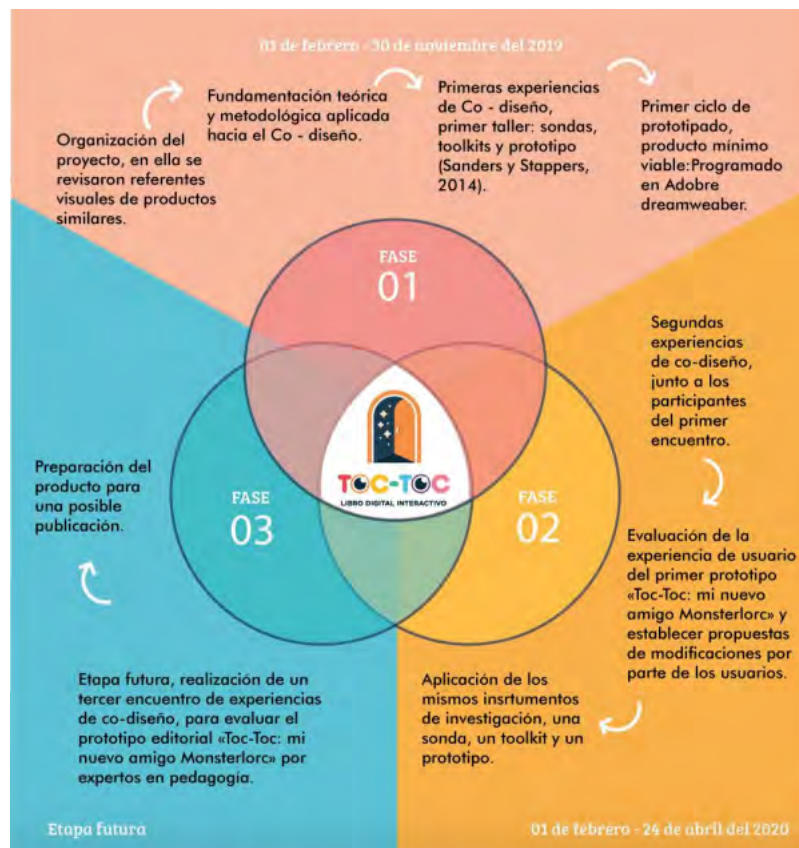 01 de febrero - 30 de noviembre del 2019
Organización del
proyecto, en ella se
revisaron referentes
visuales de productos
similares.
Fundamentación teórica
y metodológica aplicada
hacia el Co - diseño.
Primeras experiencias
de Co - diseño,
primer taller: sondas,
toolkits y prototipo
(Sanders y Stappers,
2014).
Primer ciclo de
prototipado,
producto mínimo
viable:Programado
en Adobre
dreamweaber.
FASE
01
Segundas
experiencias
de co-diseño,
junto a los
participantes
del primer
encuentro.
TOC-TOC
LIBRO DIGITAL INTERACTIVO
FASE
02
Evaluación de la
experiencia de usuario
del primer prototipo
«Toc-Toc: mi nuevo
amigo Monsterlorc» y
establecer propuestas
de modificaciones por
parte de los usuarios.
Aplicación de los
mismos insrtumentos
de investigación, una
sonda, un toolkit y un
prototipo.
01 de febrero - 24 de abril del 2020
FASE
03
Etapa futura, realización de un
tercer encuentro de experiencias
de co-diseño, para evaluar el
prototipo editorial «Toc-Toc: mi
nuevo amigo Monsterlorc» por
expertos en pedagogía.
Preparación del
producto para
una posible
publicación.
Etapa futura